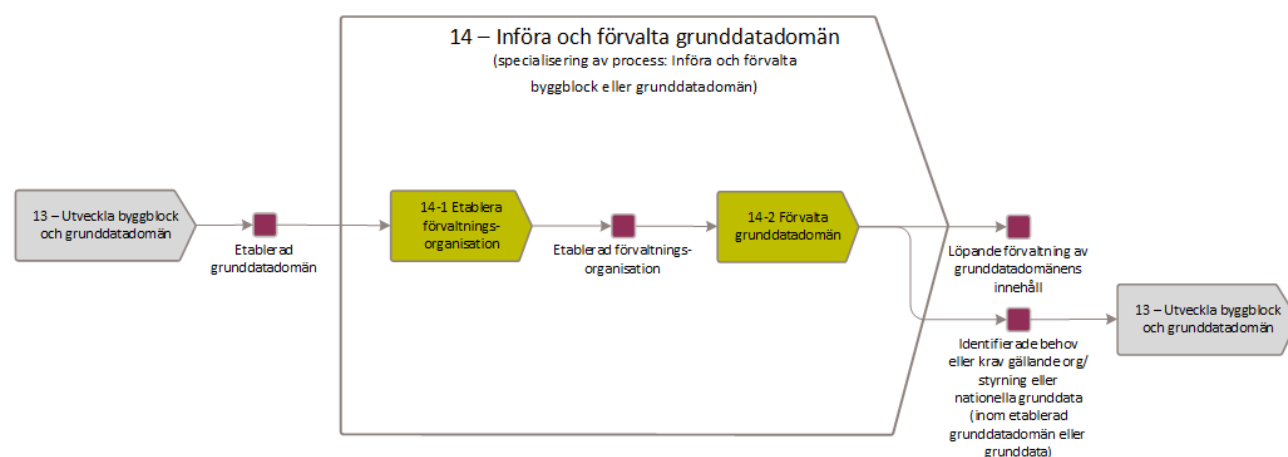 14 – Införa och förvalta grunddatadomän
(specialisering av process: Införa och förvalta
byggblock eller grunddatadomän)
13 – Utveckla byggblock
och grunddatadomän
Etablerad
grunddatadomän
14-1 Etablera
förvaltnings-
organisation
Etablerad förvaltnings-
organisation
14-2 Förvalta
grunddatadomän
Löpande förvaltning av
grunddatadomänens
innehåll
Identifierade behov
eller krav gällande org/
styrning eller
nationella grunddata
(inom etablerad
grunddatadomän eller
grunddata)
13 – Utveckla byggblock
och grunddatadomän